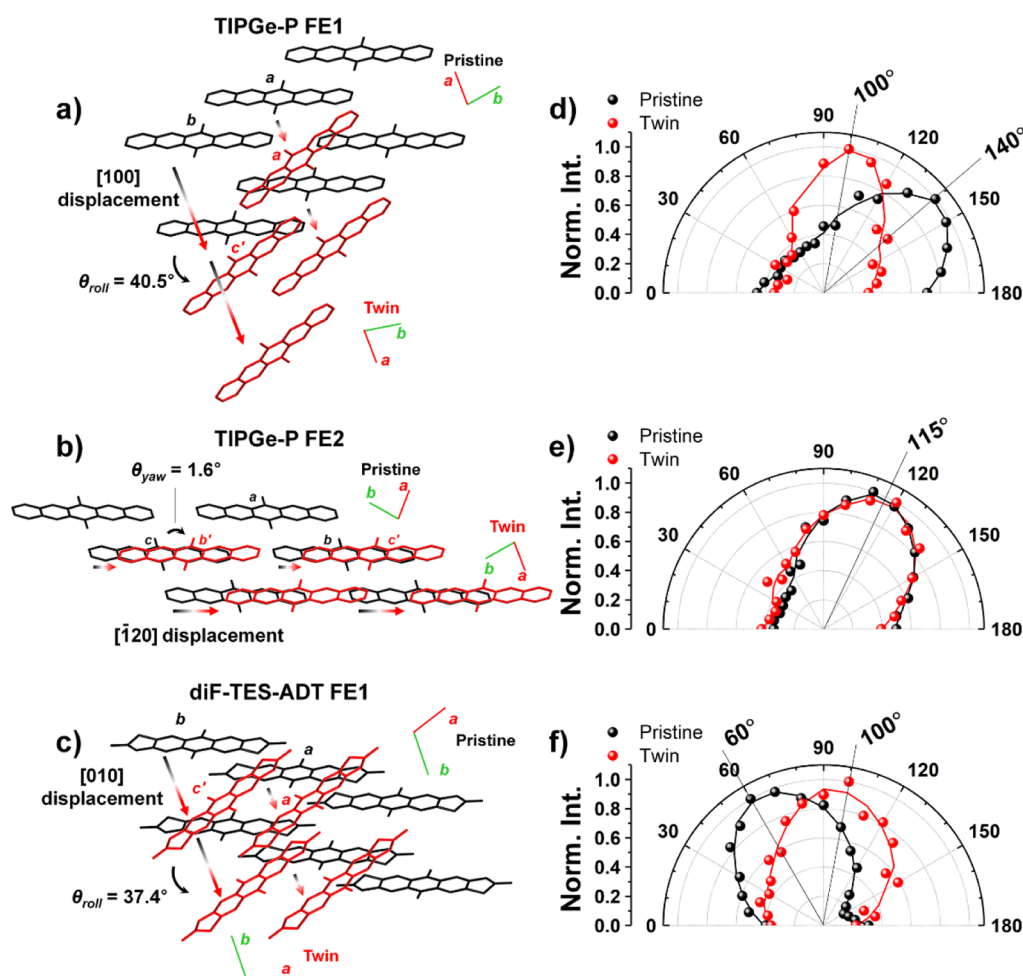 TIPGe-P FE1
a)
Pristine
a
b
a
b
[100]
displacement
a
c'
θroll = 40.5°
Twin
b
a
d)
Pristine
Twin
100°
140°
Norm. Int.
1.0
0.8
0.6
0.4
0.2
0.0
0
30
60
90
120
150
180
TIPGe-P FE2
b)
θyaw = 1.6°
Pristine
b
a
a
c
b'
b
c'
Twin
b
a
[1̅20] displacement
e)
Pristine
Twin
115°
Norm. Int.
1.0
0.8
0.6
0.4
0.2
0.0
0
30
60
90
120
150
180
diF-TES-ADT FE1
c)
b
a
a
Pristine
b
[010]
displacement
c'
a
θroll = 37.4°
b
Twin
a
f)
Pristine
Twin
60°
100°
Norm. Int.
1.0
0.8
0.6
0.4
0.2
0.0
0
30
60
90
120
150
180